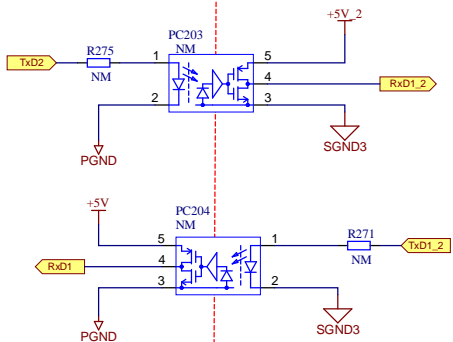 PC203
NM
+5V_2
TxD2
R275
NM
1
2
5
4
3
RxD1_2
PGND
SGND3
+5V
PC204
NM
5
4
3
1
2
R271
NM
TxD1_2
RxD1
PGND
SGND3